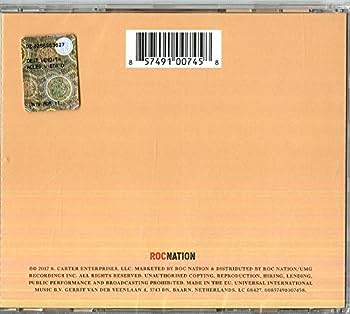 8 57491 00745 8
ROCNATION
℗© 2017 S. CARTER ENTERPRISES, LLC. MARKETED BY ROC NATION & DISTRIBUTED BY ROC NATION/UMG
RECORDINGS INC. ALL RIGHTS RESERVED. UNAUTHORISED COPYING, REPRODUCTION, HIRING, LENDING,
PUBLIC PERFORMANCE AND BROADCASTING PROHIBITED. MADE IN THE EU. UNIVERSAL INTERNATIONAL
MUSIC B.V. GERRIT VAN DER VEENLAAN 4, 3743 DN, BAARN, NETHERLANDS. LC 08427. 00857491007458.